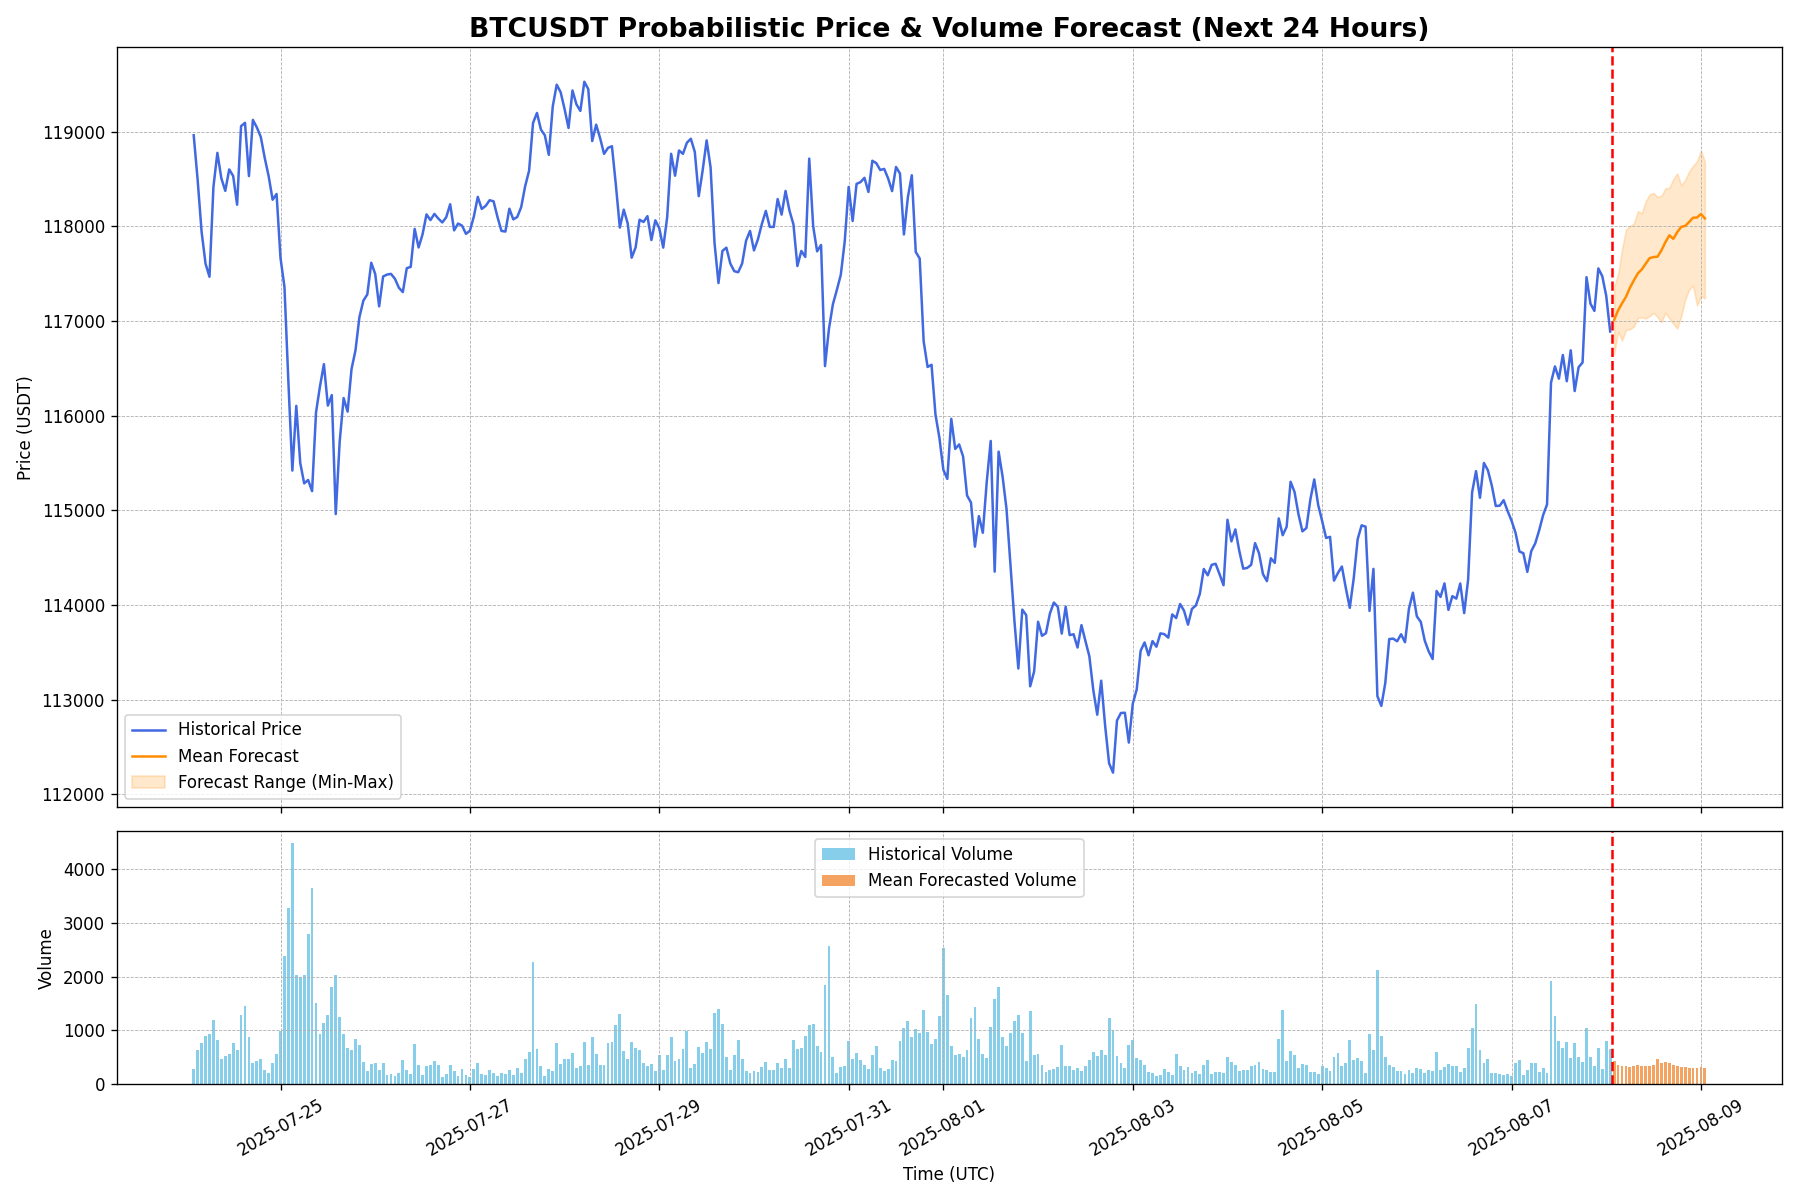 BTCUSDT Probabilistic Price & Volume Forecast (Next 24 Hours)
Price (USDT)
119000
118000
117000
116000
115000
114000
113000
112000
Historical Price
Mean Forecast
Forecast Range (Min-Max)
Volume
4000
3000
2000
1000
0
Historical Volume
Mean Forecasted Volume
2025-07-25
2025-07-27
2025-07-29
2025-07-31
2025-08-01
2025-08-03
2025-08-05
2025-08-07
2025-08-09
Time (UTC)